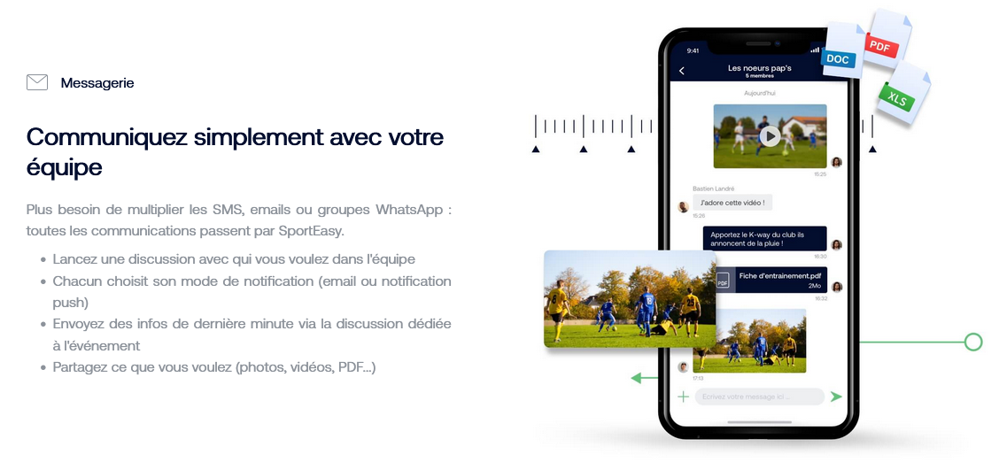 Messagerie
Communiquez simplement avec votre
équipe
Plus besoin de multiplier les SMS, emails ou groupes WhatsApp :
toutes les communications passent par SportEasy.
Lancez une discussion avec qui vous voulez dans l'équipe
Chacun choisit son mode de notification (email ou notification
push)
Envoyez des infos de dernière minute via la discussion dédiée
à l'événement
Partagez ce que vous voulez (photos, vidéos, PDF...)
9:41
Les noeurs pap's
5 membres
DOC
PDF
XLS
Aujourd'hui
15:25
Bastien Landré
J'adore cette vidéo !
15:26
Apportez le K-way du club ils
annoncent de la pluie !
16:30
PDF
Fiche d'entrainement.pdf
2Mo
16:32
17:13
Ecrivez votre message ici ...